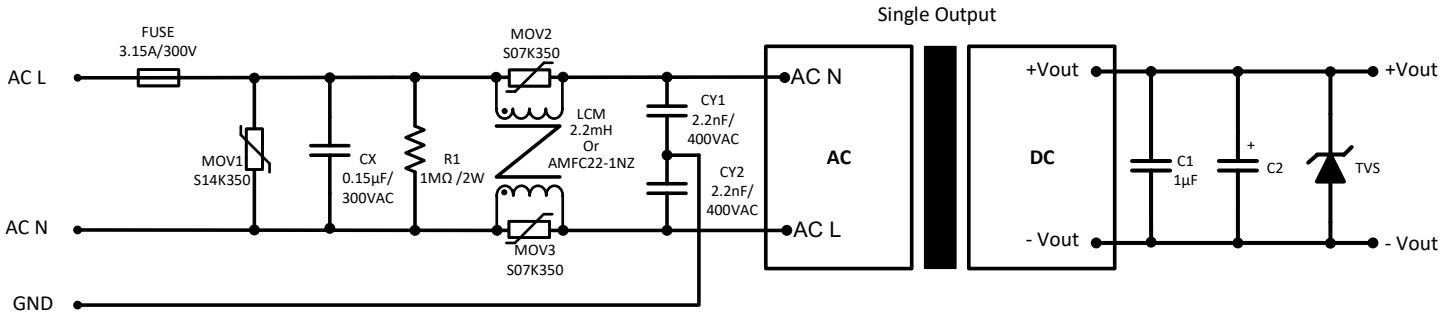 Single Output
FUSE
3.15A/300V
MOV2
S07K350
AC L
AC N
+Vout
+Vout
LCM
2.2mH
Or
AMFC22-1NZ
CY1
2.2nF/
400VAC
MOV1
S14K350
CX
0.15µF/
300VAC
R1
1MΩ /2W
AC
DC
C1
1µF
+
C2
TVS
CY2
2.2nF/
400VAC
AC N
AC L
- Vout
- Vout
MOV3
S07K350
GND